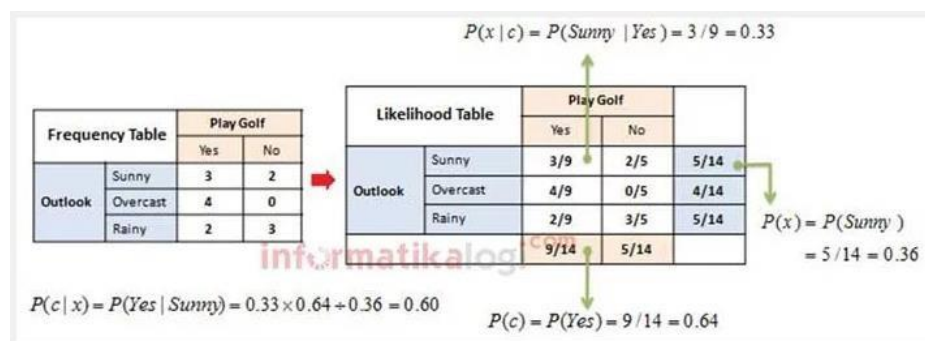 P(x | c) = P(Sunny | Yes) = 3 / 9 = 0.33
Frequency Table
Play Golf
Yes No
Outlook
Sunny 3 2
Overcast 4 0
Rainy 2 3
Likelihood Table
Play Golf
Yes No
Outlook
Sunny 3/9 2/5 5/14
Overcast 4/9 0/5 4/14
Rainy 2/9 3/5 5/14
9/14 5/14
informatikalogi.com
P(x) = P(Sunny )
= 5 / 14 = 0.36
P(c | x) = P(Yes | Sunny) = 0.33 × 0.64 ÷ 0.36 = 0.60
P(c) = P(Yes) = 9 / 14 = 0.64